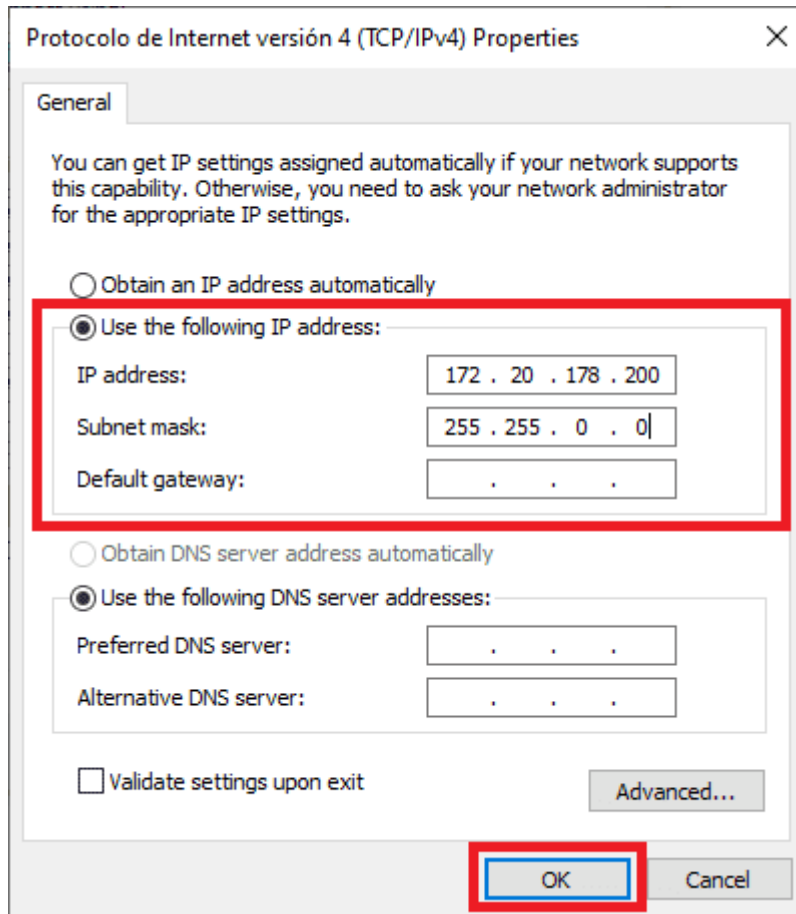 Protocolo de Internet versión 4 (TCP/IPv4) Properties
General
You can get IP settings assigned automatically if your network supports
this capability. Otherwise, you need to ask your network administrator
for the appropriate IP settings.
Obtain an IP address automatically
Use the following IP address:
IP address: 172 . 20 . 178 . 200
Subnet mask: 255 . 255 . 0 . 0
Default gateway: . . .
Obtain DNS server address automatically
Use the following DNS server addresses:
Preferred DNS server: . . .
Alternative DNS server: . . .
Validate settings upon exit
Advanced...
OK Cancel